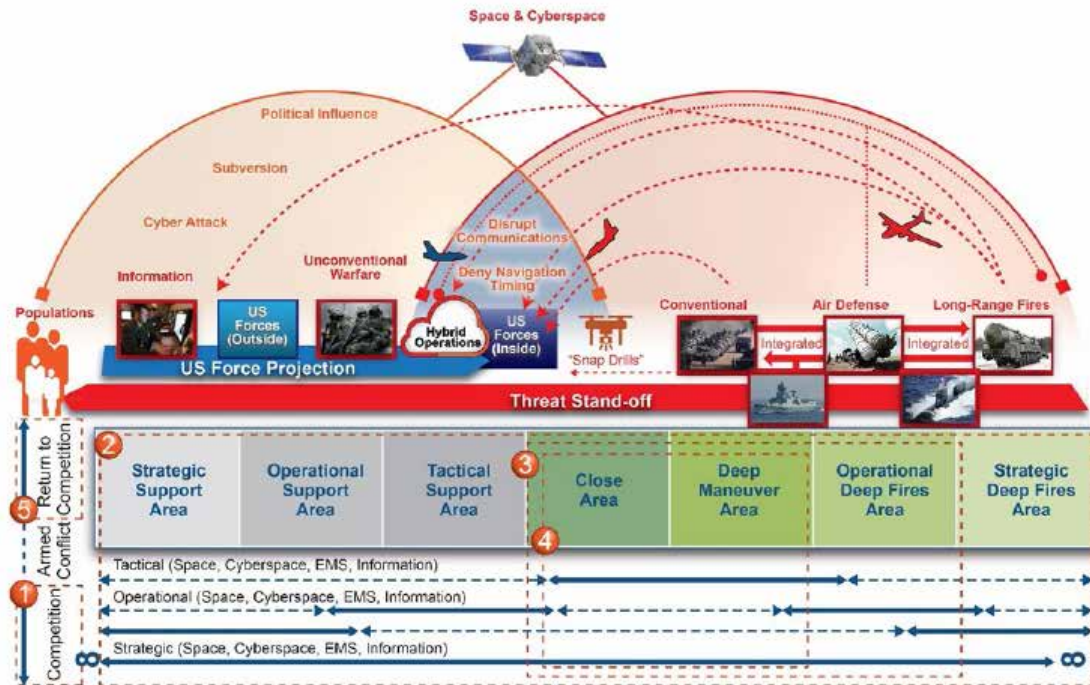 Space & Cyberspace
Political Influence
Subversion
Cyber Attack
Disrupt
Communications
Deny Navigation
Timing
Information
Unconventional
Warfare
Populations
US
Forces
(Outside)
Hybrid
Operations
US
Forces
(Inside)
"Snap Drills"
Conventional
Air Defense
Long-Range Fires
Integrated
Integrated
US Force Projection
Threat Stand-off
2
Strategic
Support
Area
Operational
Support
Area
Tactical
Support
Area
3
Close
Area
Deep
Maneuver
Area
Operational
Deep Fires
Area
Strategic
Deep Fires
Area
4
5
Return to
Competition
Armed
Conflict
1
Competition
Tactical (Space, Cyberspace, EMS, Information)
Operational (Space, Cyberspace, EMS, Information)
Strategic (Space, Cyberspace, EMS, Information)
∞
∞